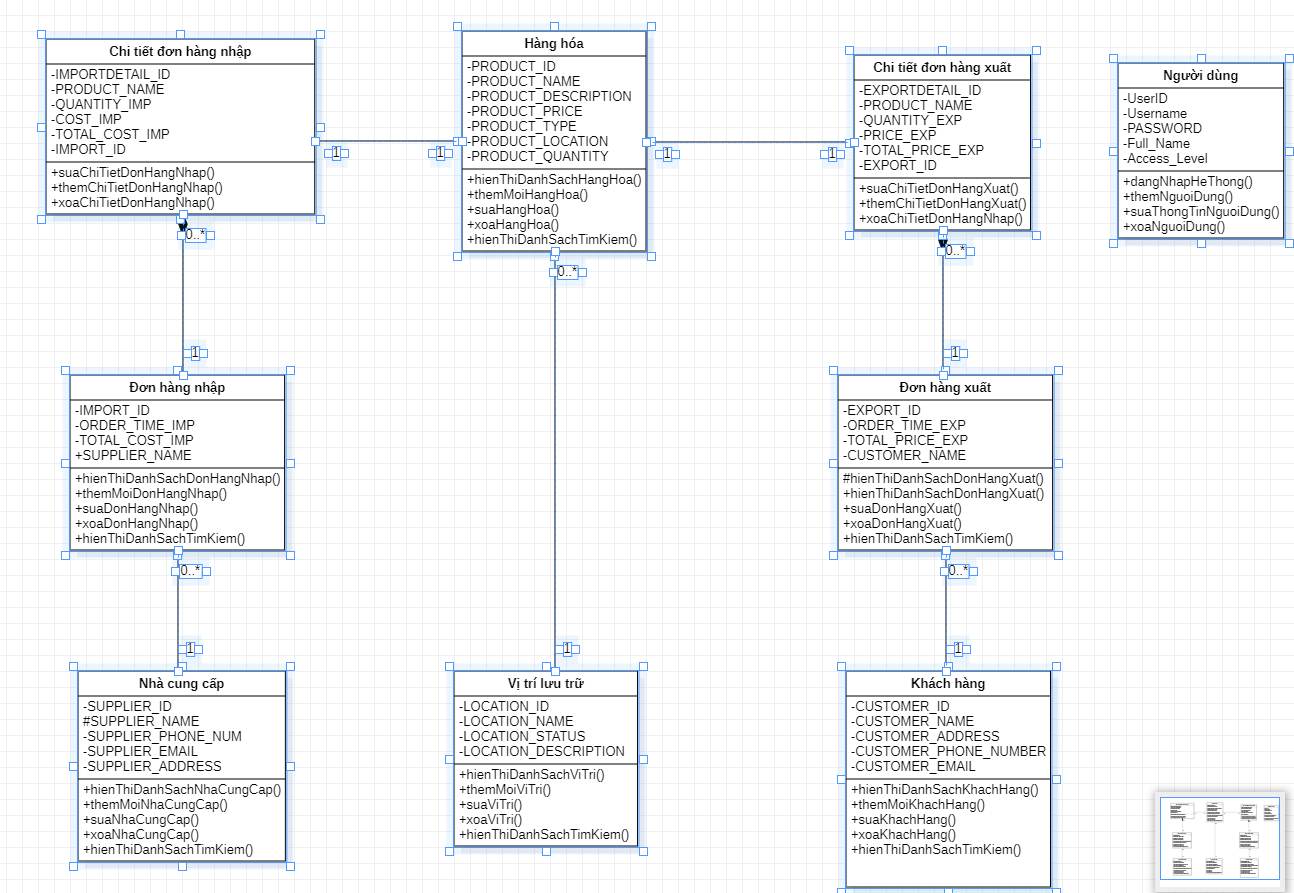 Chi tiết đơn hàng nhập
-IMPORTDETAIL_ID
-PRODUCT_NAME
-QUANTITY_IMP
-COST_IMP
-TOTAL_COST_IMP
-IMPORT_ID
+suaChiTietDonHangNhap()
+themChiTietDonHangNhap()
+xoaChiTietDonHangNhap()
1
1
0..*
1
Hàng hóa
-PRODUCT_ID
-PRODUCT_NAME
-PRODUCT_DESCRIPTION
-PRODUCT_PRICE
-PRODUCT_TYPE
-PRODUCT_LOCATION
-PRODUCT_QUANTITY
+hienThiDanhSachHangHoa()
+themMoiHangHoa()
+suaHangHoa()
+xoaHangHoa()
+hienThiDanhSachTimKiem()
1
1
0..*
1
Chi tiết đơn hàng xuất
-EXPORTDETAIL_ID
-PRODUCT_NAME
-QUANTITY_EXP
-PRICE_EXP
-TOTAL_PRICE_EXP
-EXPORT_ID
+suaChiTietDonHangXuat()
+themChiTietDonHangXuat()
+xoaChiTietDonHangNhap()
0..*
1
Người dùng
-UserID
-Username
-PASSWORD
-Full_Name
-Access_Level
+dangNhapHeThong()
+themNguoiDung()
+suaThongTinNguoiDung()
+xoaNguoiDung()
Đơn hàng nhập
-IMPORT_ID
-ORDER_TIME_IMP
-TOTAL_COST_IMP
+SUPPLIER_NAME
+hienThiDanhSachDonHangNhap()
+themMoiDonHangNhap()
+suaDonHangNhap()
+xoaDonHangNhap()
+hienThiDanhSachTimKiem()
0..*
1
Đơn hàng xuất
-EXPORT_ID
-ORDER_TIME_EXP
-TOTAL_PRICE_EXP
-CUSTOMER_NAME
#hienThiDanhSachDonHangXuat()
+hienThiDanhSachDonHangXuat()
+suaDonHangXuat()
+xoaDonHangXuat()
+hienThiDanhSachTimKiem()
0..*
1
Nhà cung cấp
-SUPPLIER_ID
#SUPPLIER_NAME
-SUPPLIER_PHONE_NUM
-SUPPLIER_EMAIL
-SUPPLIER_ADDRESS
+hienThiDanhSachNhaCungCap()
+themMoiNhaCungCap()
+suaNhaCungCap()
+xoaNhaCungCap()
+hienThiDanhSachTimKiem()
Vị trí lưu trữ
-LOCATION_ID
-LOCATION_NAME
-LOCATION_STATUS
-LOCATION_DESCRIPTION
+hienThiDanhSachViTri()
+themMoiViTri()
+suaViTri()
+xoaViTri()
+hienThiDanhSachTimKiem()
Khách hàng
-CUSTOMER_ID
-CUSTOMER_NAME
-CUSTOMER_ADDRESS
-CUSTOMER_PHONE_NUMBER
-CUSTOMER_EMAIL
+hienThiDanhSachKhachHang()
+themMoiKhachHang()
+suaKhachHang()
+xoaKhachHang()
+hienThiDanhSachTimKiem()